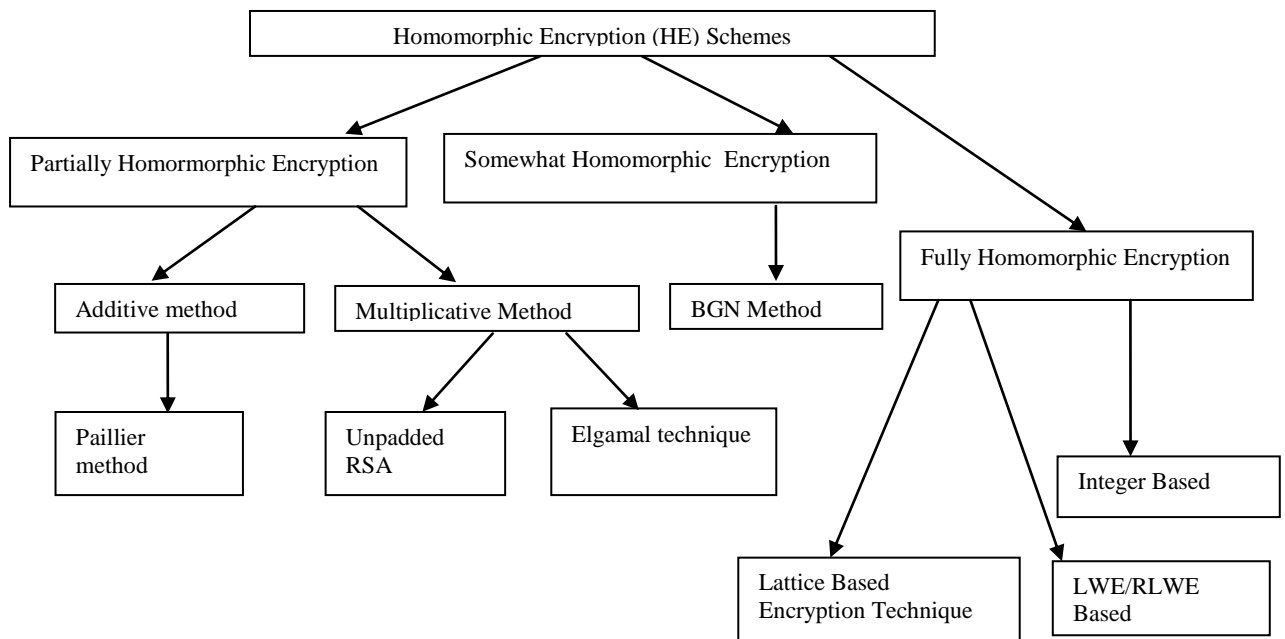 Homomorphic Encryption (HE) Schemes
Partially Homormorphic Encryption
Somewhat Homomorphic Encryption
Fully Homomorphic Encryption
Additive method
Multiplicative Method
BGN Method
Paillier
method
Unpadded
RSA
Elgamal technique
Integer Based
Lattice Based
Encryption Technique
LWE/RLWE
Based